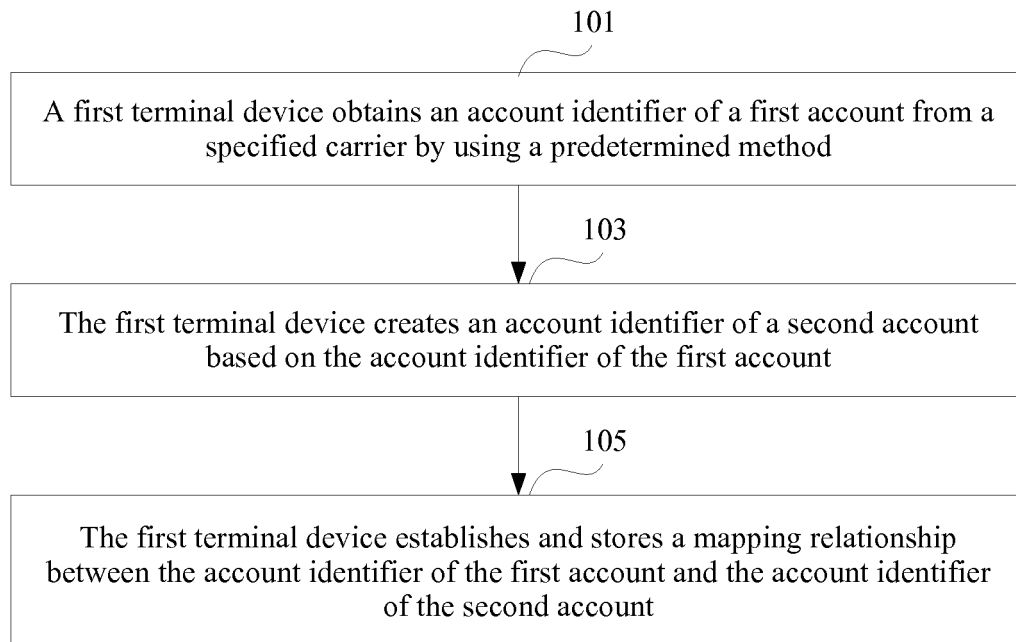 101
A first terminal device obtains an account identifier of a first account from a
specified carrier by using a predetermined method
103
The first terminal device creates an account identifier of a second account
based on the account identifier of the first account
105
The first terminal device establishes and stores a mapping relationship
between the account identifier of the first account and the account identifier
of the second account